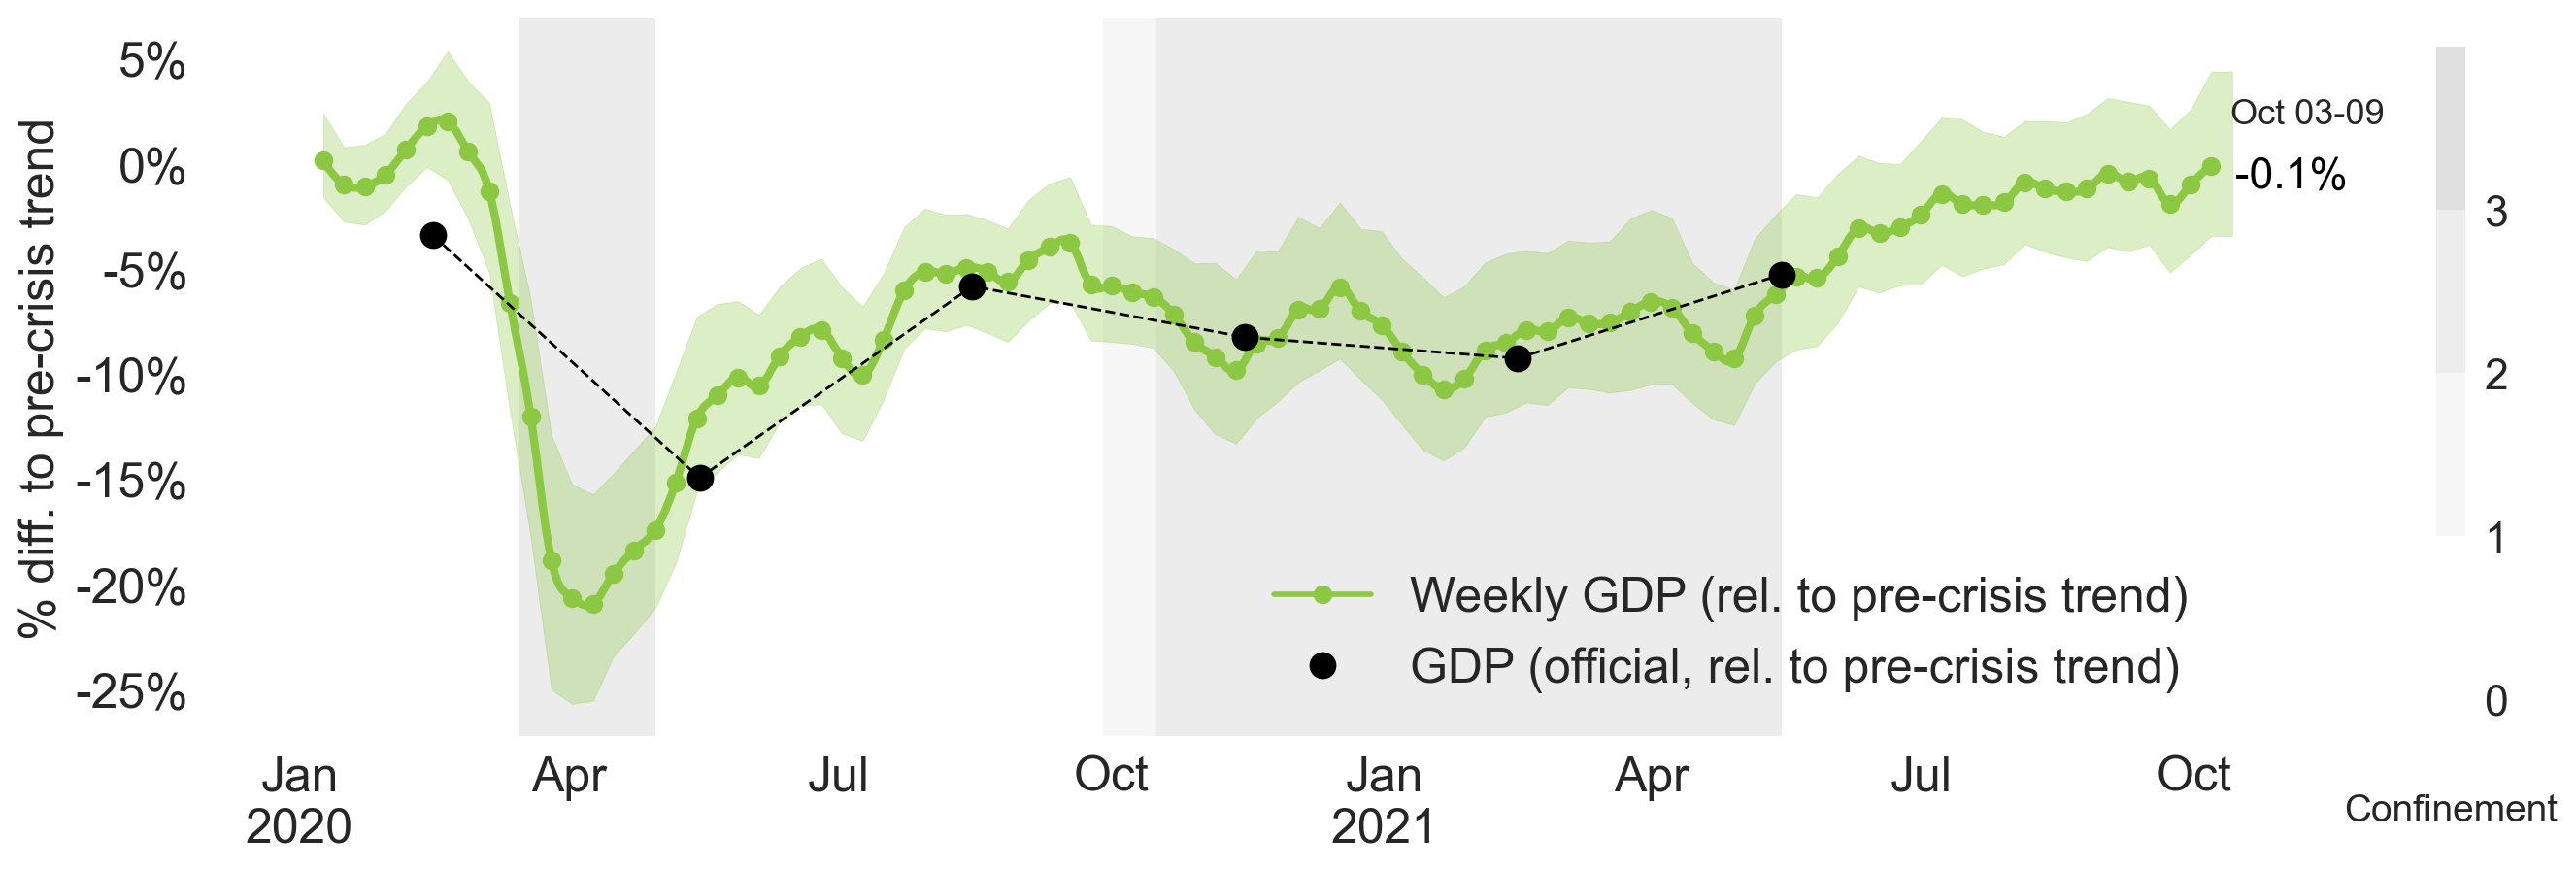 % diff. to pre-crisis trend
5%
0%
-5%
-10%
-15%
-20%
-25%
Oct 03-09
-0.1%
Weekly GDP (rel. to pre-crisis trend)
GDP (official, rel. to pre-crisis trend)
Jan Apr Jul Oct Jan Apr Jul Oct
2020 2021
3
2
1
0
Confinement